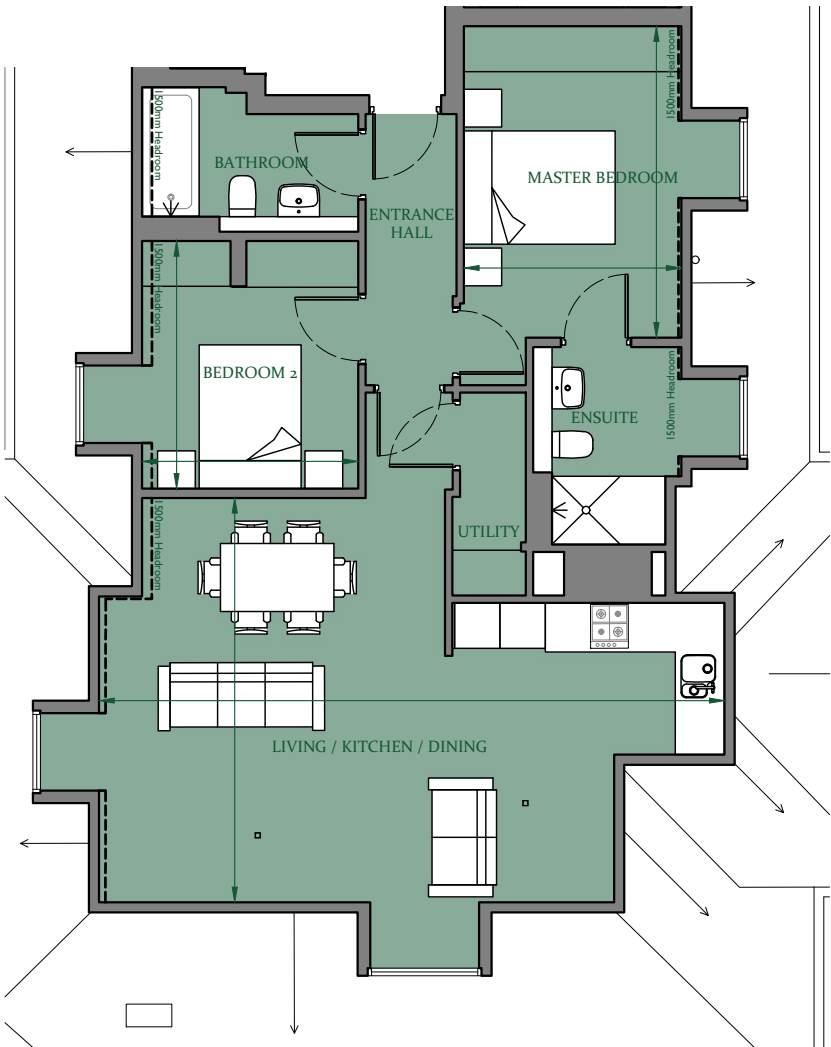 1500mm Headroom
1500mm Headroom
BATHROOM
MASTER BEDROOM
ENTRANCE
HALL
1500mm Headroom
BEDROOM 2
1500mm Headroom
ENSUITE
1500mm Headroom
UTILITY
LIVING / KITCHEN / DINING